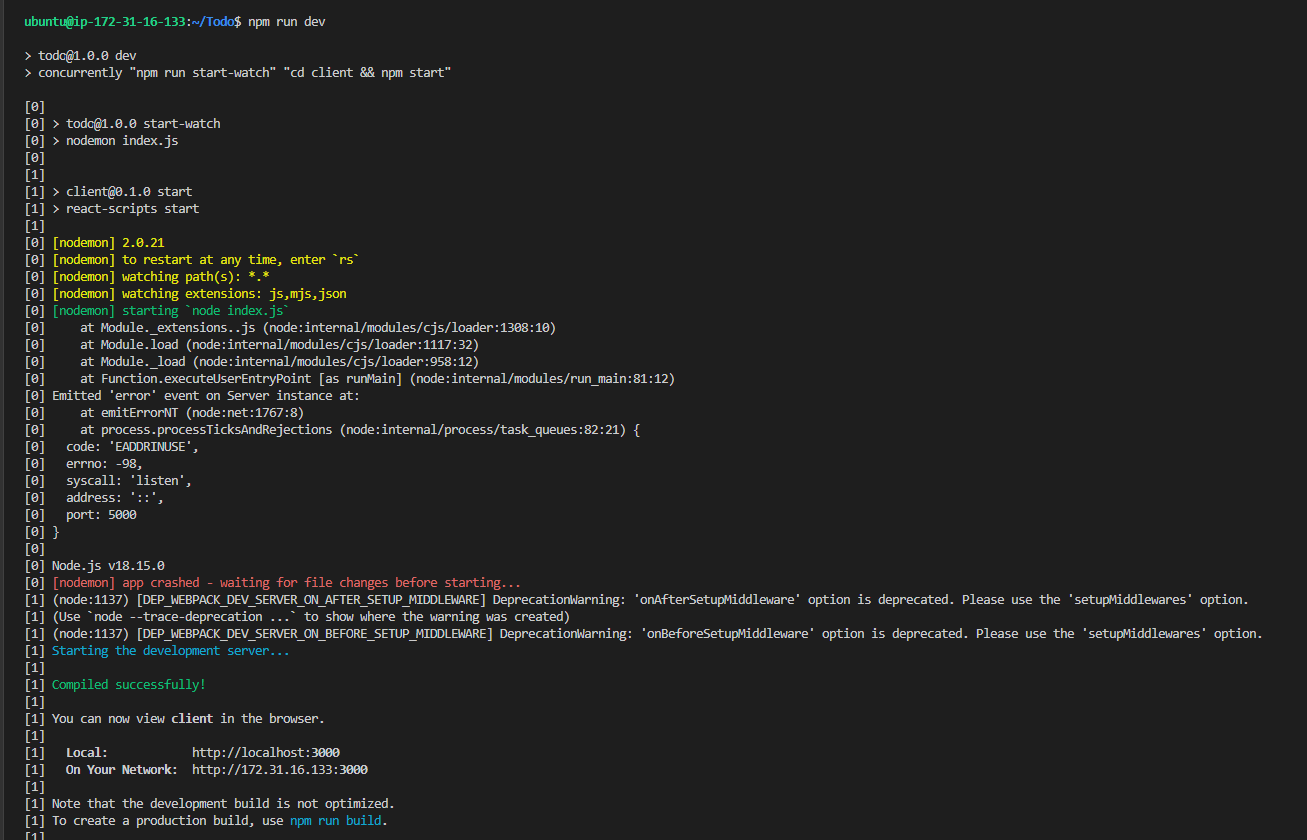 ubuntu@ip-172-31-16-133:~/Todo$ npm run dev
> todo@1.0.0 dev
> concurrently "npm run start-watch" "cd client && npm start"
[0]
[0] > todo@1.0.0 start-watch
[0] > nodemon index.js
[0]
[1]
[1] > client@0.1.0 start
[1] > react-scripts start
[1]
[0] [nodemon] 2.0.21
[0] [nodemon] to restart at any time, enter `rs`
[0] [nodemon] watching path(s): *.*
[0] [nodemon] watching extensions: js,mjs,json
[0] [nodemon] starting `node index.js`
[0]     at Module._extensions..js (node:internal/modules/cjs/loader:1308:10)
[0]     at Module.load (node:internal/modules/cjs/loader:1117:32)
[0]     at Module._load (node:internal/modules/cjs/loader:958:12)
[0]     at Function.executeUserEntryPoint [as runMain] (node:internal/modules/run_main:81:12)
[0] Emitted 'error' event on Server instance at:
[0]     at emitErrorNT (node:net:1767:8)
[0]     at process.processTicksAndRejections (node:internal/process/task_queues:82:21) {
[0]   code: 'EADDRINUSE',
[0]   errno: -98,
[0]   syscall: 'listen',
[0]   address: '::',
[0]   port: 5000
[0] }
[0]
[0] Node.js v18.15.0
[0] [nodemon] app crashed - waiting for file changes before starting...
[1] (node:1137) [DEP_WEBPACK_DEV_SERVER_ON_AFTER_SETUP_MIDDLEWARE] DeprecationWarning: 'onAfterSetupMiddleware' option is deprecated. Please use the 'setupMiddlewares' option.
[1] (Use `node --trace-deprecation ...` to show where the warning was created)
[1] (node:1137) [DEP_WEBPACK_DEV_SERVER_ON_BEFORE_SETUP_MIDDLEWARE] DeprecationWarning: 'onBeforeSetupMiddleware' option is deprecated. Please use the 'setupMiddlewares' option.
[1] Starting the development server...
[1]
[1] Compiled successfully!
[1]
[1] You can now view client in the browser.
[1]
[1]   Local:            http://localhost:3000
[1]   On Your Network:  http://172.31.16.133:3000
[1]
[1] Note that the development build is not optimized.
[1] To create a production build, use npm run build.
[1]